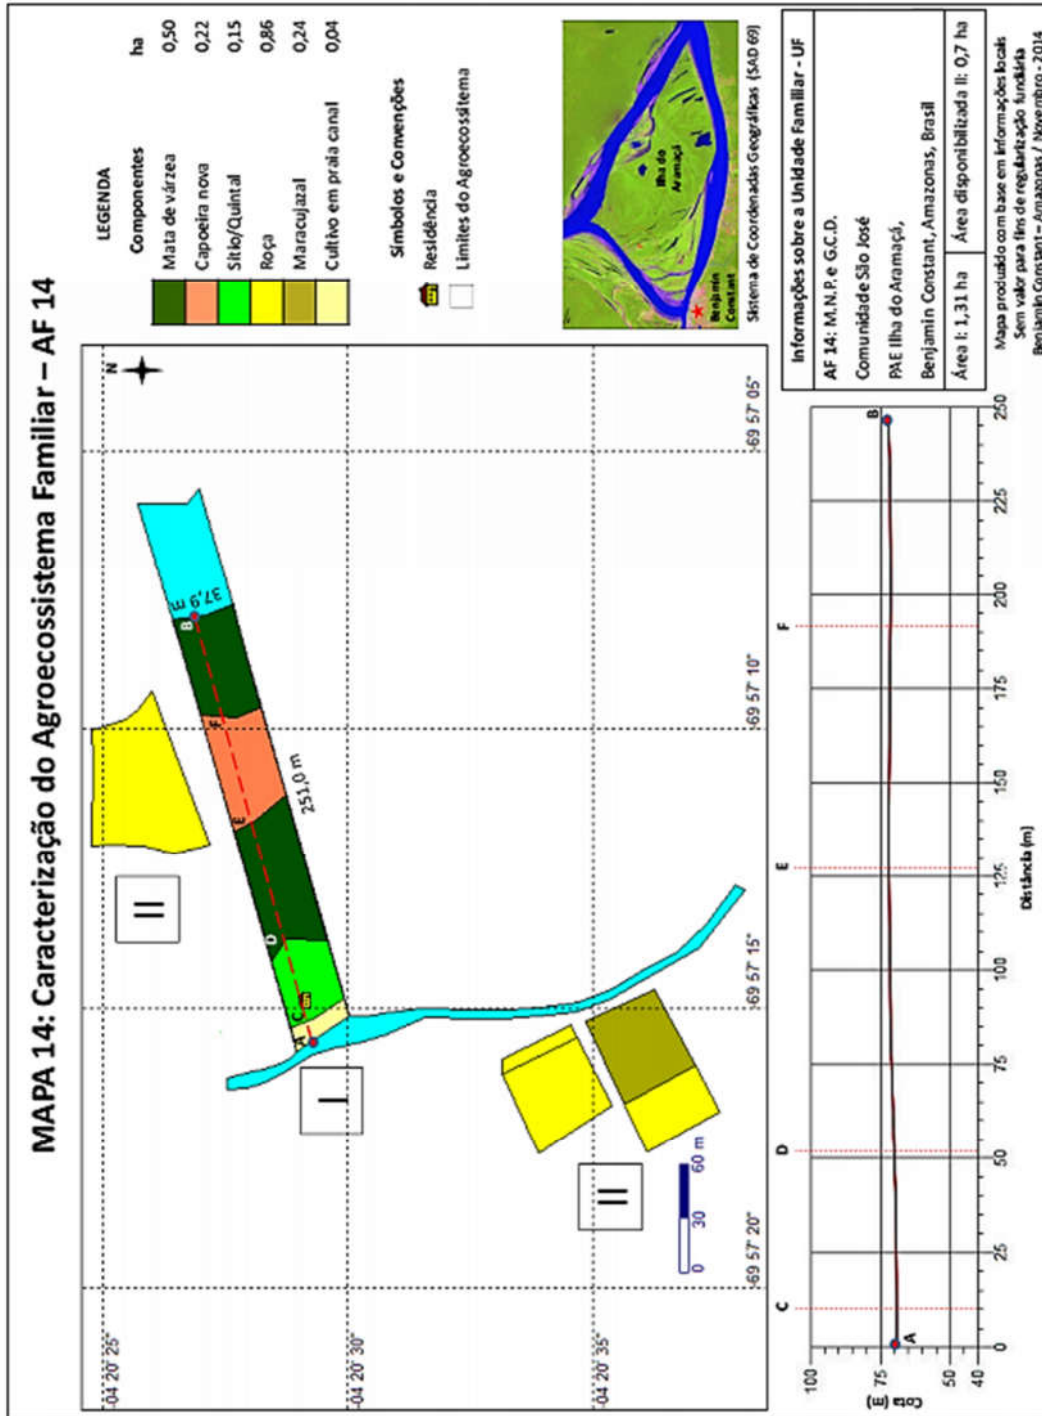 MAPA 14: Caracterização do Agroecossistema Familiar – AF 14
-04 20' 25"
-04 20' 30"
-04 20' 35"
-69 57' 20"
-69 57' 15"
-69 57' 10"
-69 57' 05"
N
II
I
II
A
C
D
E
F
B
37,9 m
251,0 m
0 30 60 m
LEGENDA
Componentes ha
Mata de várzea 0,50
Capoeira nova 0,22
Sítio/Quintal 0,15
Roça 0,86
Maracujazal 0,24
Cultivo em praia canal 0,04
Símbolos e Convenções
Residência
Limites do Agroecossitema
Ilha do
Aramaçá
Benjamin
Constant
Sistema de Coordenadas Geográficas (SAD 69)
C D E F
100
75
50
40
Cota
(m)
A
B
0 25 50 75 100 125 150 175 200 225 250
Distância (m)
Informações sobre a Unidade Familiar - UF
AF 14: M.N.P. e G.C.D.
Comunidade São José
PAE Ilha do Aramaçá,
Benjamin Constant, Amazonas, Brasil
Área I: 1,31 ha Área disponibilizada II: 0,7 ha
Mapa produzido com base em informações locais
Sem valor para fins de regularização fundiária
Benjamin Constant – Amazonas / Novembro - 2014